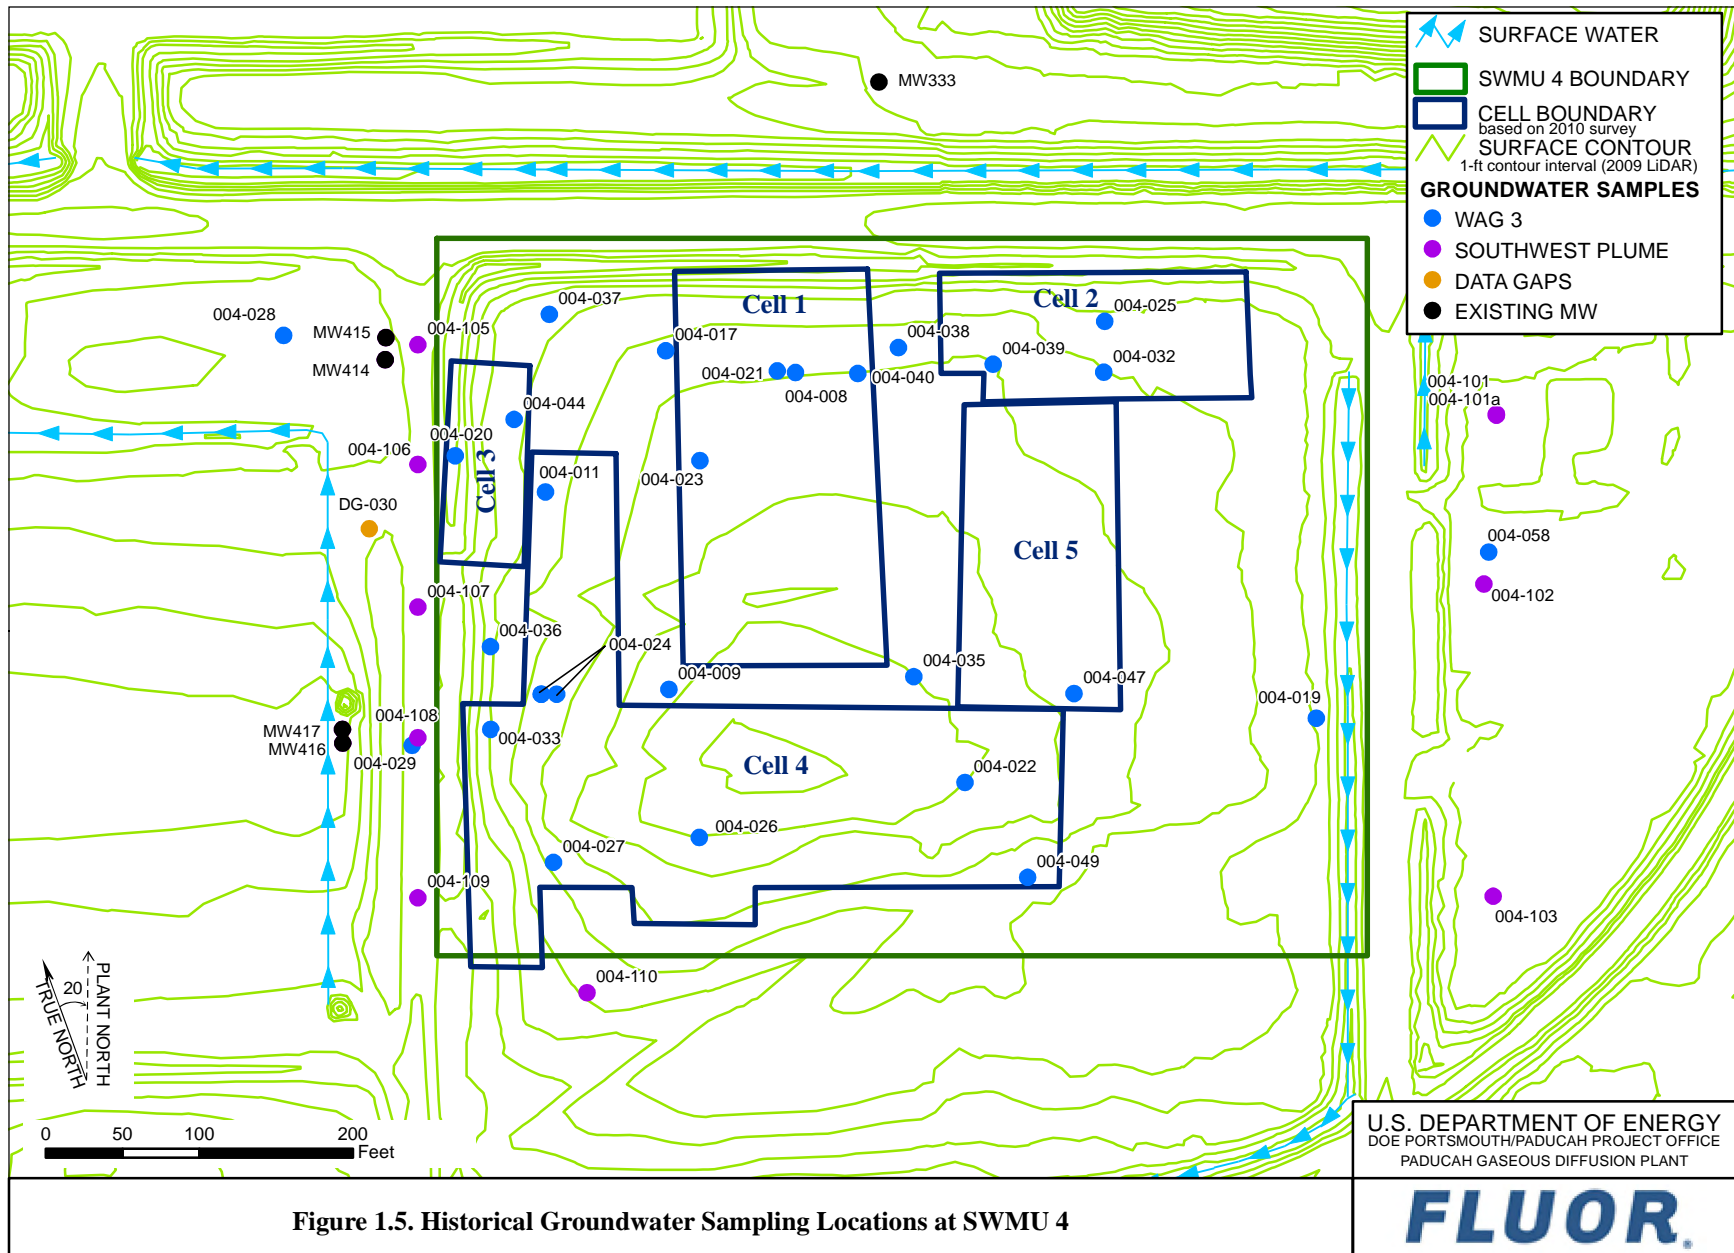 MW333
SURFACE WATER
SWMU 4 BOUNDARY
CELL BOUNDARY
based on 2010 survey
SURFACE CONTOUR
1-ft contour interval (2009 LiDAR)
GROUNDWATER SAMPLES
WAG 3
SOUTHWEST PLUME
DATA GAPS
EXISTING MW
004-037
Cell 1
Cell 2
004-025
004-028
MW415
004-105
004-017
004-038
MW414
004-021
004-008
004-040
004-039
004-032
004-101
004-101a
004-044
004-020
004-106
Cell 3
004-011
004-023
DG-030
Cell 5
004-058
004-102
004-107
004-036
004-024
004-009
004-035
004-047
004-019
004-108
MW417
MW416
004-029
004-033
Cell 4
004-022
004-026
004-027
004-049
004-109
004-103
004-110
PLANT NORTH
20
TRUE NORTH
0 50 100 200
Feet
U.S. DEPARTMENT OF ENERGY
DOE PORTSMOUTH/PADUCAH PROJECT OFFICE
PADUCAH GASEOUS DIFFUSION PLANT
Figure 1.5. Historical Groundwater Sampling Locations at SWMU 4
FLUOR®